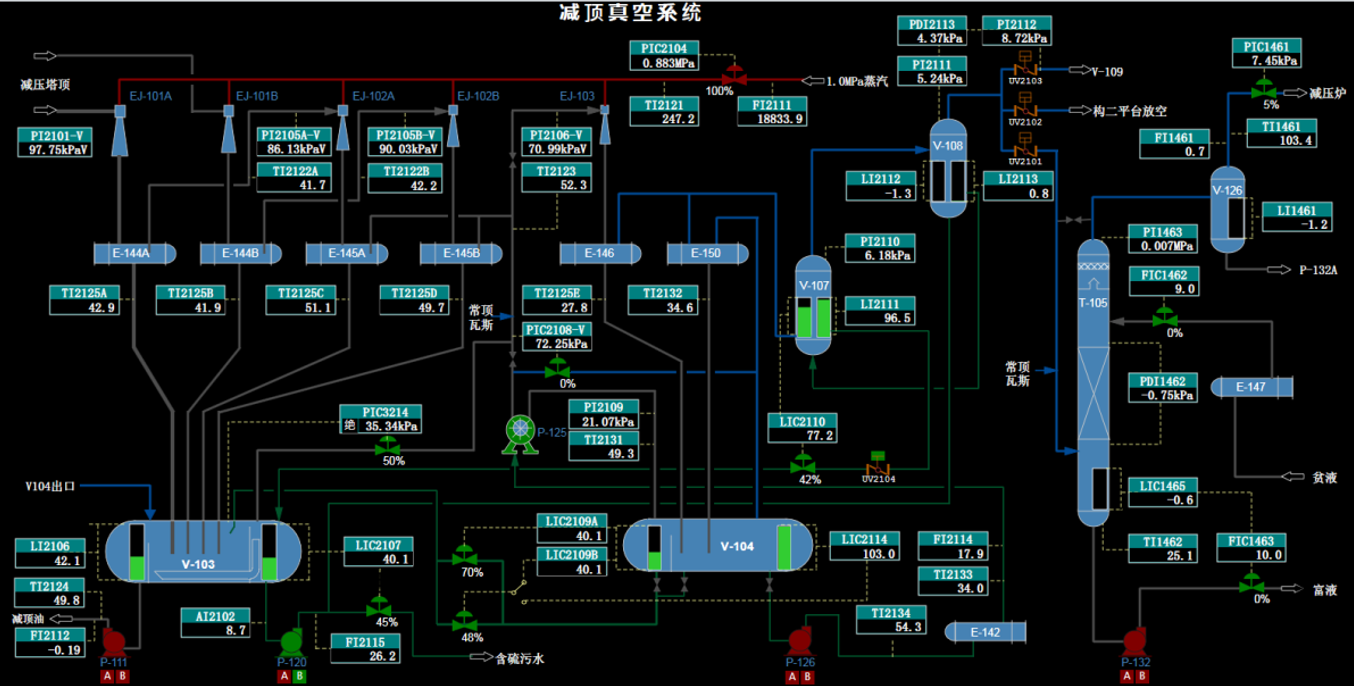 减顶真空系统
减压塔顶
EJ-101A
EJ-101B
EJ-102A
EJ-102B
EJ-103
PI2101-V
97.75kPaV
PI2105A-V
86.13kPaV
PI2105B-V
90.03kPaV
PI2106-V
70.99kPaV
TI2122A
41.7
TI2122B
42.2
TI2123
52.3
PIC2104
0.883MPa
100%
1.0MPa蒸汽
TI2121
247.2
FI2111
18833.9
PDI2113
4.37kPa
PI2112
8.72kPa
PI2111
5.24kPa
UV2103
V-109
UV2102
构二平台放空
UV2101
PIC1461
7.45kPa
5%
减压炉
FI1461
0.7
TI1461
103.4
V-108
LI2112
-1.3
LI2113
0.8
V-126
LI1461
-1.2
P-132A
E-144A
E-144B
E-145A
E-145B
E-146
E-150
PI2110
6.18kPa
V-107
LI2111
96.5
PI1463
0.007MPa
FIC1462
9.0
0%
T-105
TI2125A
42.9
TI2125B
41.9
TI2125C
51.1
TI2125D
49.7
常顶
瓦斯
TI2125E
27.8
TI2132
34.6
PIC2108-V
72.25kPa
0%
常顶
瓦斯
PDI1462
-0.75kPa
E-147
PIC3214
绝 35.34kPa
50%
P-125
PI2109
21.07kPa
TI2131
49.3
LIC2110
77.2
42%
UV2104
贫液
V104出口
LIC1465
-0.6
LI2106
42.1
V-103
LIC2107
40.1
LIC2109A
40.1
LIC2109B
40.1
70%
48%
V-104
LIC2114
103.0
FI2114
17.9
TI2133
34.0
TI1462
25.1
FIC1463
10.0
0%
富液
TI2124
49.8
减顶油
FI2112
-0.19
P-111
A B
AI2102
8.7
P-120
A B
45%
FI2115
26.2
含硫污水
P-126
A B
TI2134
54.3
E-142
P-132
A B